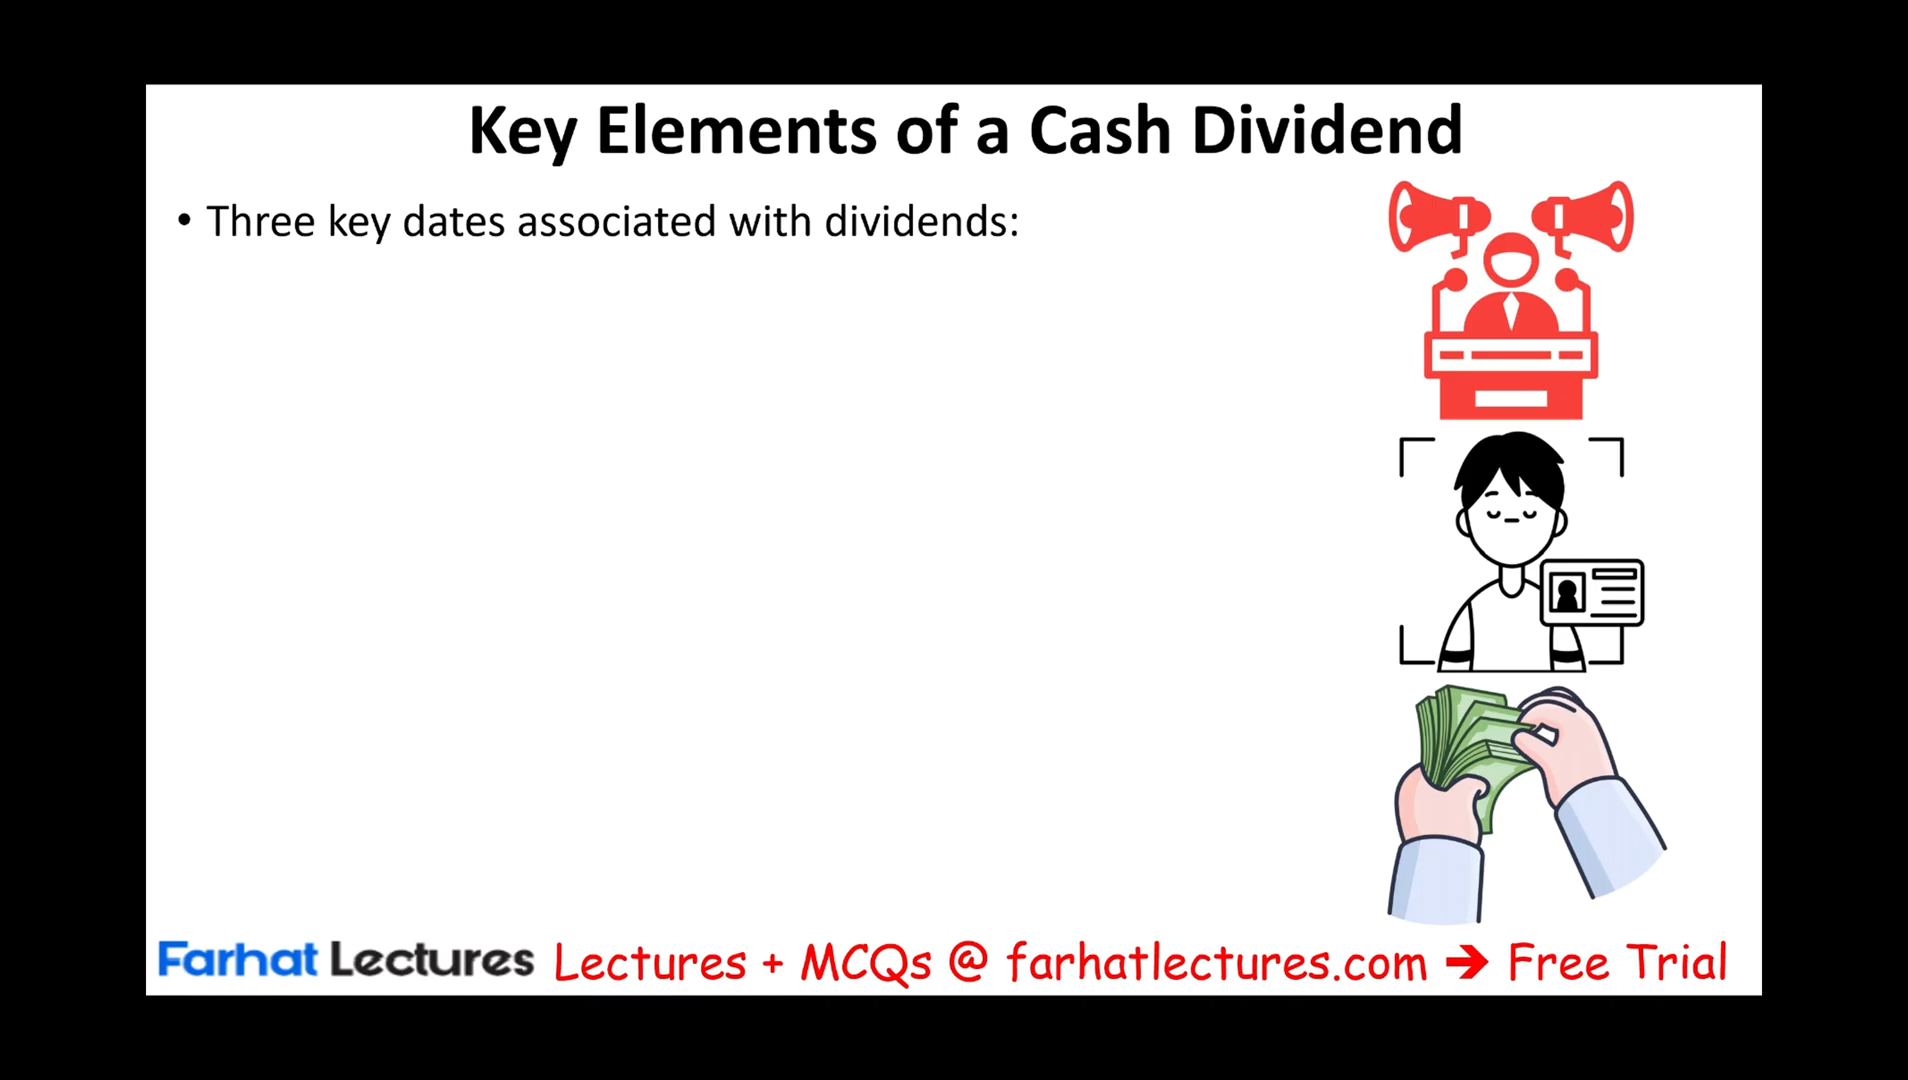 Key Elements of a Cash Dividend
• Three key dates associated with dividends:
Farhat Lectures Lectures + MCQs @ farhatlectures.com → Free Trial